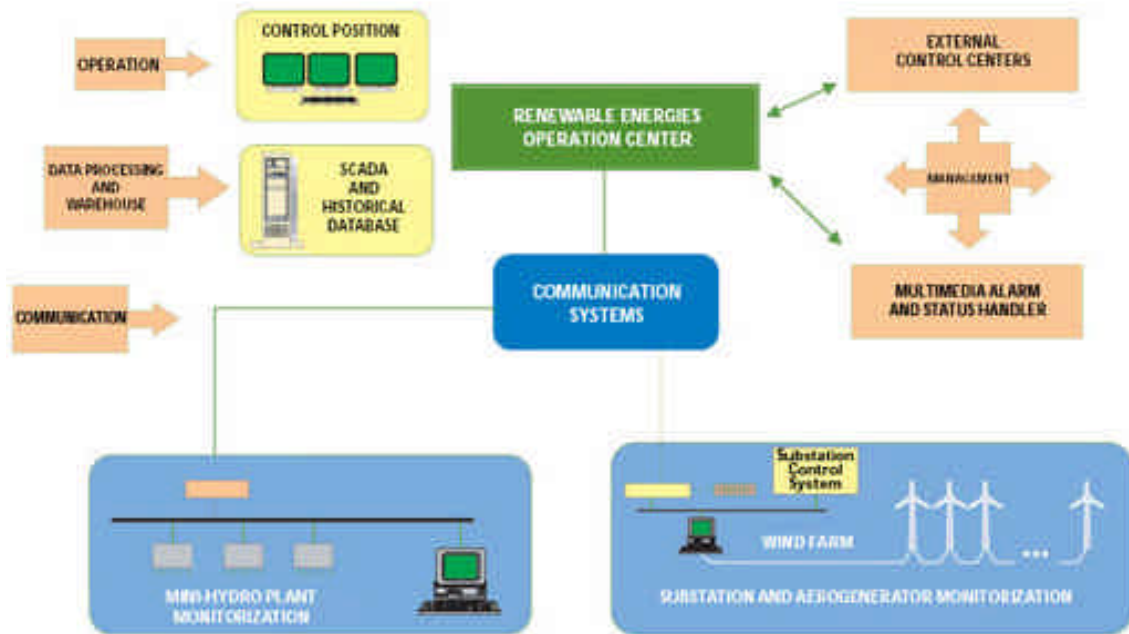 OPERATION
CONTROL POSITION
RENEWABLE ENERGIES
OPERATION CENTER
EXTERNAL
CONTROL CENTERS
DATA PROCESSING
AND
WAREHOUSE
SCADA
AND
HISTORICAL
DATABASE
MANAGEMENT
COMMUNICATION
COMMUNICATION
SYSTEMS
MULTIMEDIA ALARM
AND STATUS HANDLER
MINI-HYDRO PLANT
MONITORIZATION
Substation
Control
System
WIND FARM
...
SUBSTATION AND AEROGENERATOR MONITORIZATION